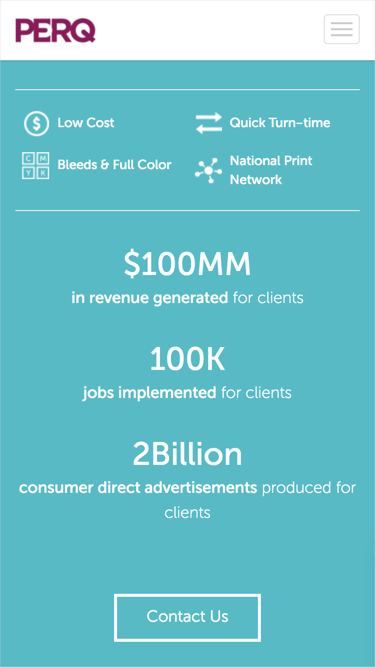 PERQ
Low Cost
Quick Turn-time
C M
Y K
Bleeds & Full Color
National Print
Network
$100MM
in revenue generated for clients
100K
jobs implemented for clients
2Billion
consumer direct advertisements produced for
clients
Contact Us